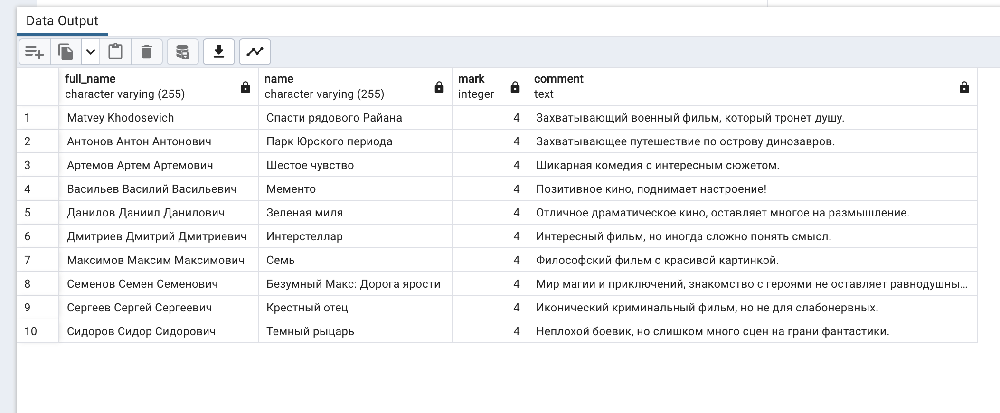 Data Output
full_name name mark comment
character varying (255) character varying (255) integer text
1 Matvey Khodosevich Спасти рядового Райана 4 Захватывающий военный фильм, который тронет душу.
2 Антонов Антон Антонович Парк Юрского периода 4 Захватывающее путешествие по острову динозавров.
3 Артемов Артем Артемович Шестое чувство 4 Шикарная комедия с интересным сюжетом.
4 Васильев Василий Васильевич Мементо 4 Позитивное кино, поднимает настроение!
5 Данилов Даниил Данилович Зеленая миля 4 Отличное драматическое кино, оставляет многое на размышление.
6 Дмитриев Дмитрий Дмитриевич Интерстеллар 4 Интересный фильм, но иногда сложно понять смысл.
7 Максимов Максим Максимович Семь 4 Философский фильм с красивой картинкой.
8 Семенов Семен Семенович Безумный Макс: Дорога ярости 4 Мир магии и приключений, знакомство с героями не оставляет равнодушны...
9 Сергеев Сергей Сергеевич Крестный отец 4 Иконический криминальный фильм, но не для слабонервных.
10 Сидоров Сидор Сидорович Темный рыцарь 4 Неплохой боевик, но слишком много сцен на грани фантастики.